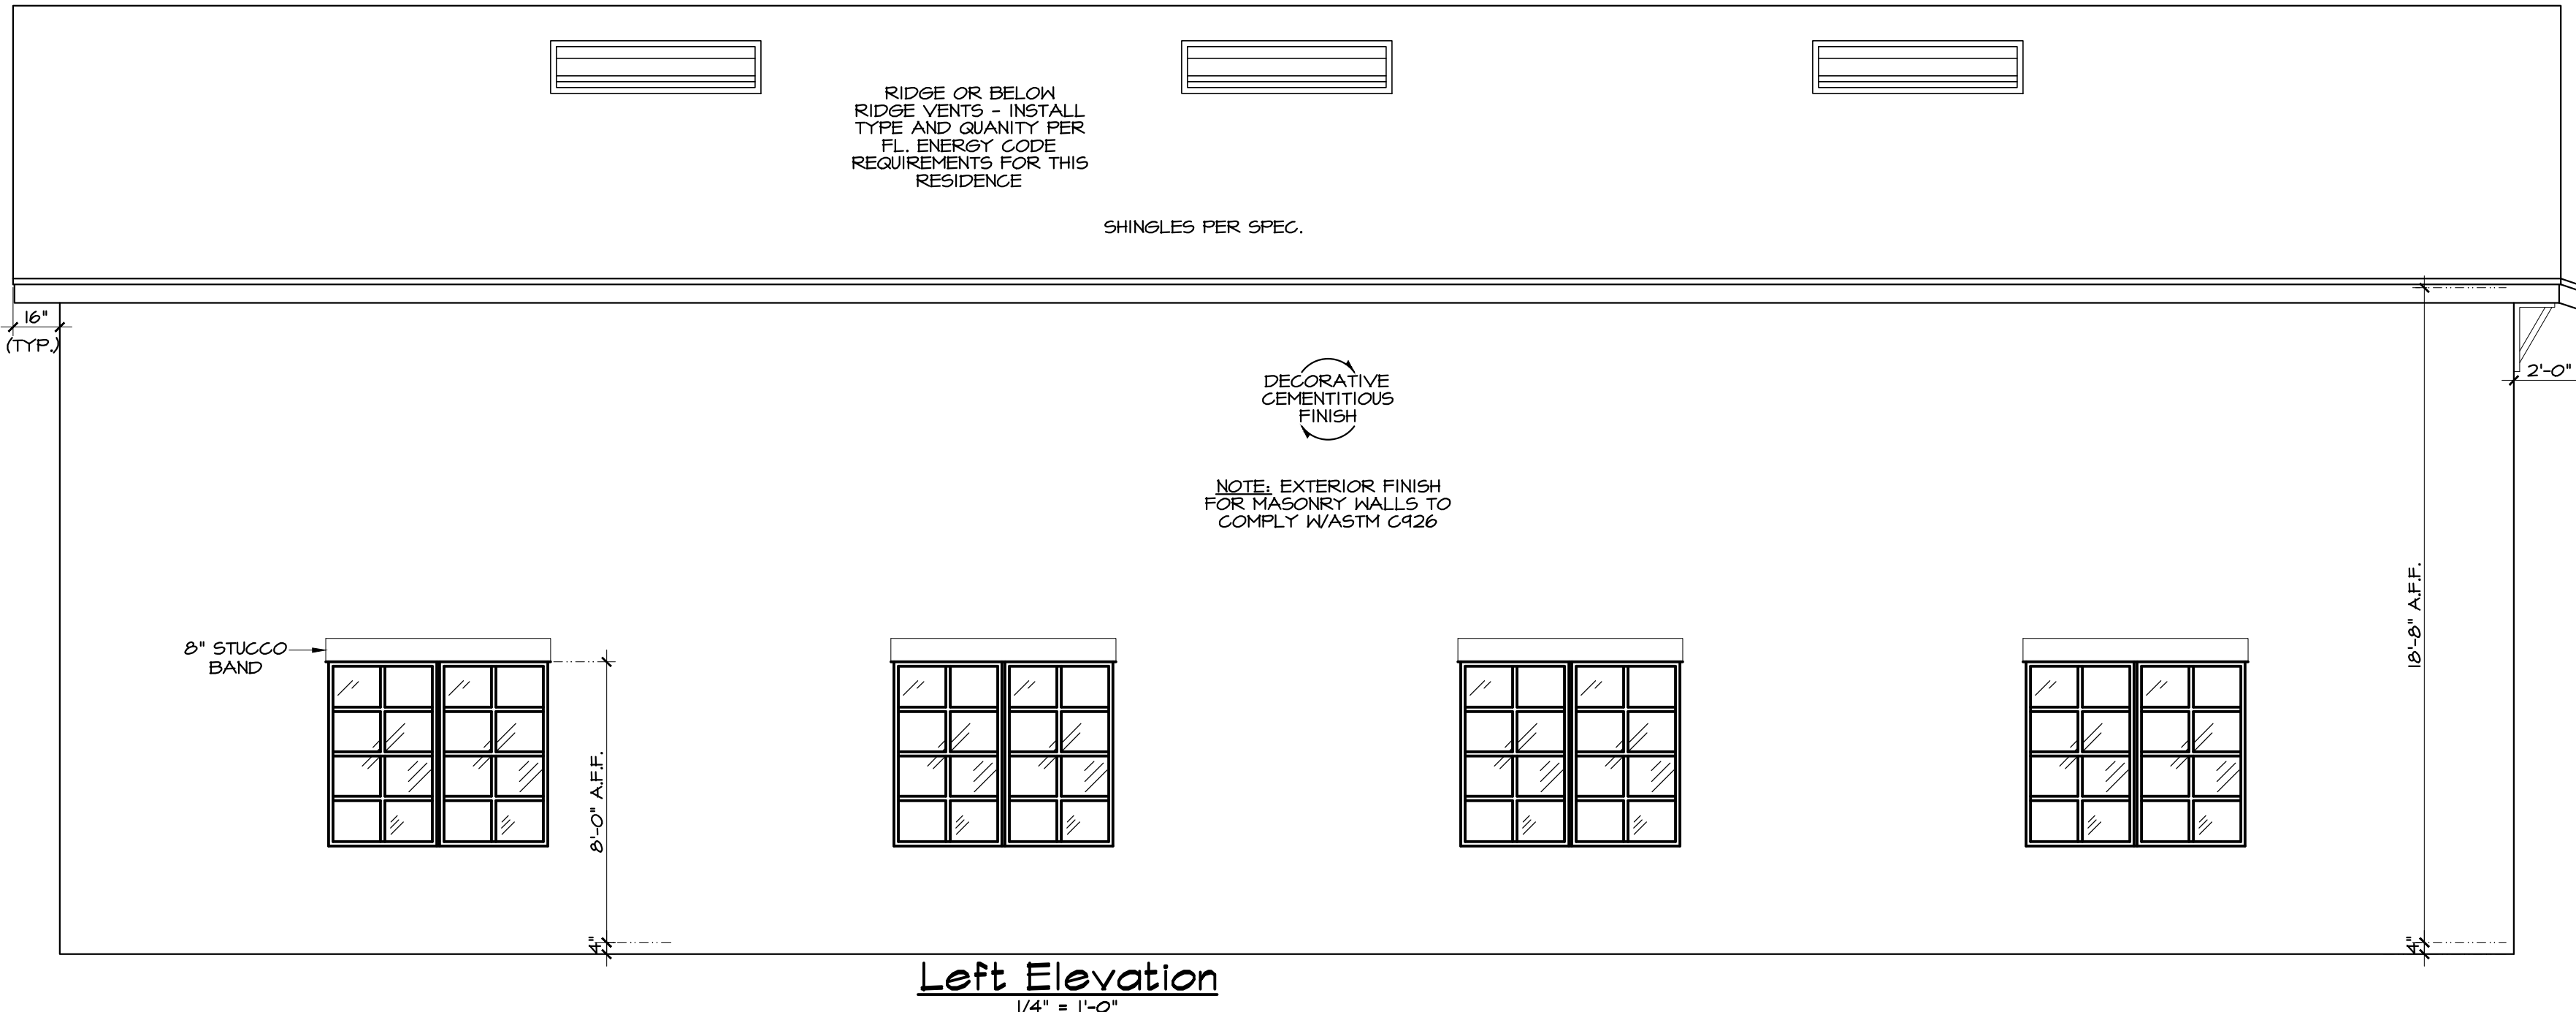 RIDGE OR BELOW
RIDGE VENTS - INSTALL
TYPE AND QUANITY PER
FL. ENERGY CODE
REQUIREMENTS FOR THIS
RESIDENCE
SHINGLES PER SPEC.
16"
(TYP.)
2'-0"
DECORATIVE
CEMENTITIOUS
FINISH
NOTE: EXTERIOR FINISH
FOR MASONRY WALLS TO
COMPLY W/ASTM C926
18'-8" A.F.F.
8" STUCCO
BAND
8'-0" A.F.F.
4"
4"
Left Elevation
1/4" = 1'-0"